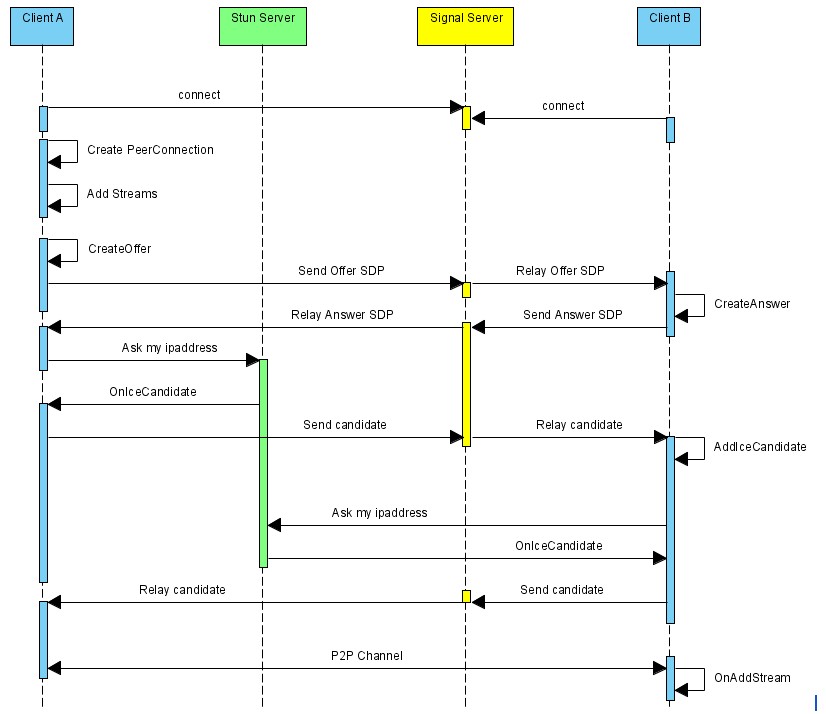 Client A
Stun Server
Signal Server
Client B
connect
connect
Create PeerConnection
Add Streams
CreateOffer
Send Offer SDP
Relay Offer SDP
CreateAnswer
Relay Answer SDP
Send Answer SDP
Ask my ipaddress
OnIceCandidate
Send candidate
Relay candidate
AddIceCandidate
Ask my ipaddress
OnIceCandidate
Relay candidate
Send candidate
P2P Channel
OnAddStream